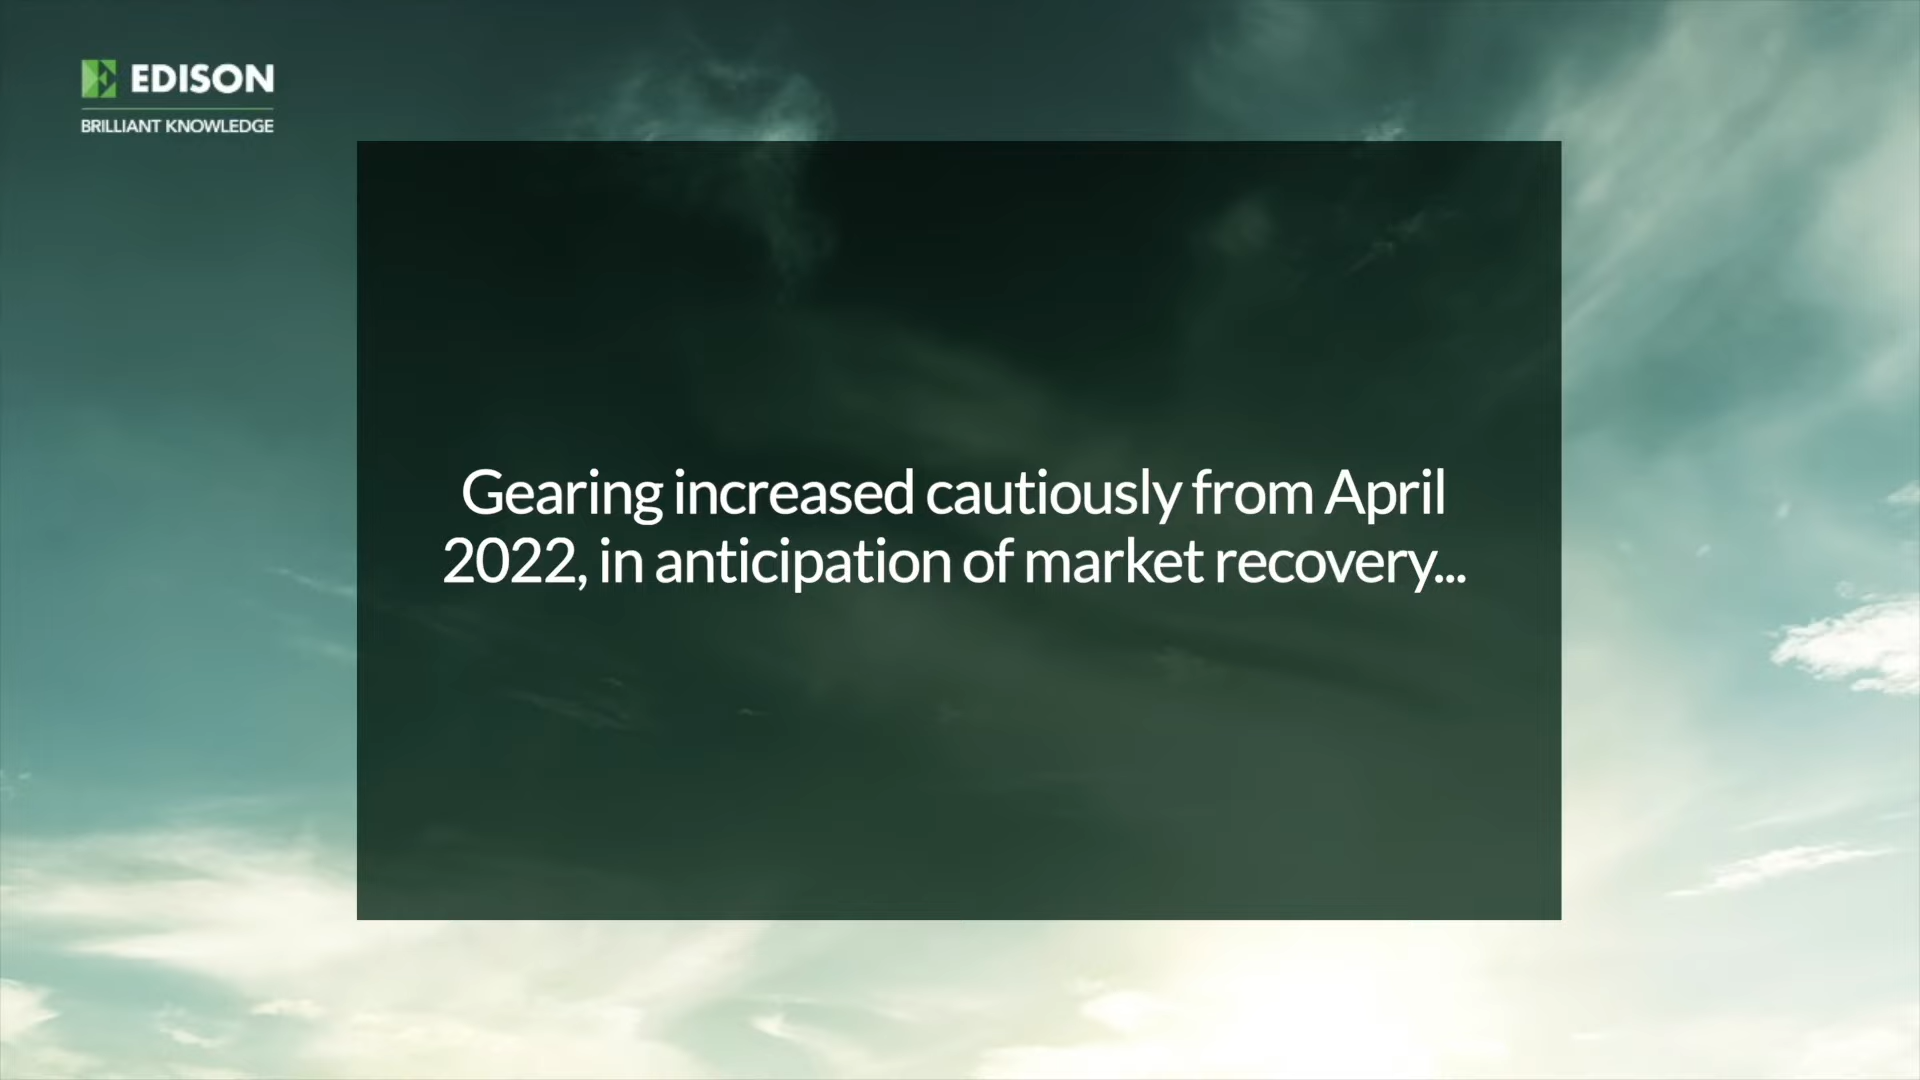 EDISON
BRILLIANT KNOWLEDGE
Gearing increased cautiously from April
2022, in anticipation of market recovery...